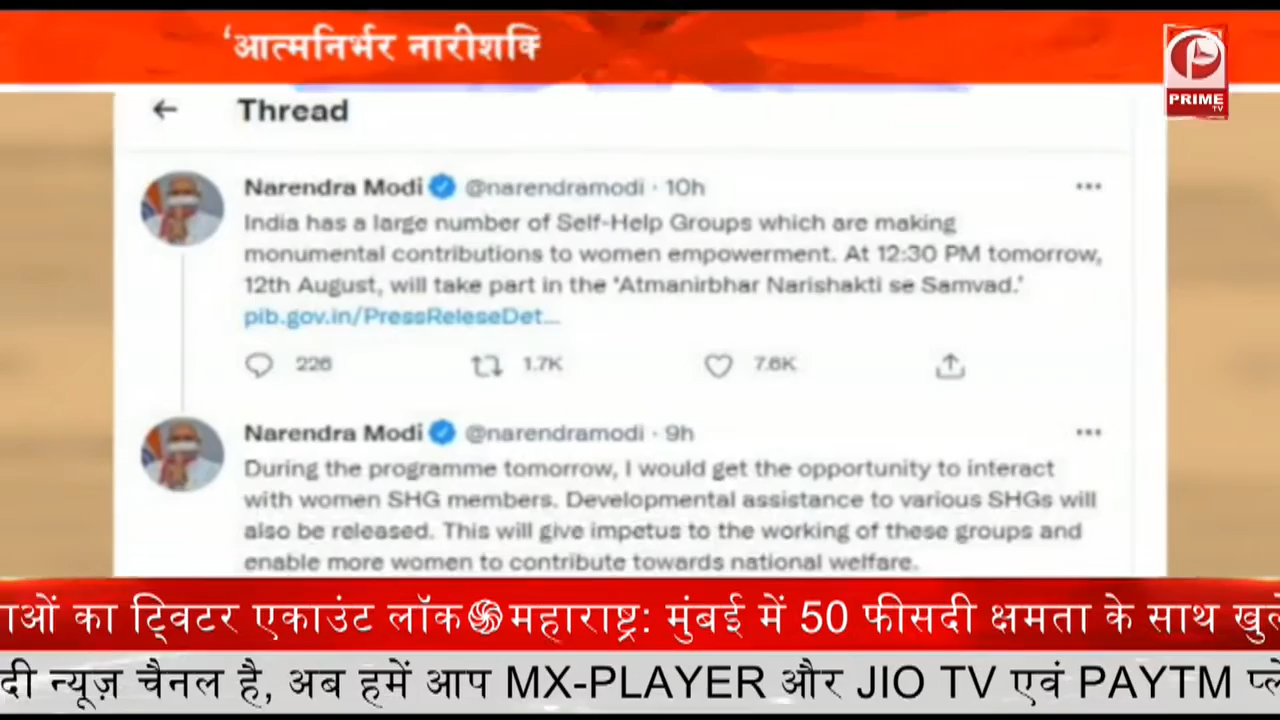 ‘आत्मनिर्भर नारीशक्ति
PRIME
TV
Thread
Narendra Modi @narendramodi · 10h
India has a large number of Self-Help Groups which are making
monumental contributions to women empowerment. At 12:30 PM tomorrow,
12th August, will take part in the 'Atmanirbhar Narishakti se Samvad.'
pib.gov.in/PressReleseDet...
226 1.7K 7.6K
Narendra Modi @narendramodi · 9h
During the programme tomorrow, I would get the opportunity to interact
with women SHG members. Developmental assistance to various SHGs will
also be released. This will give impetus to the working of these groups and
enable more women to contribute towards national welfare.
का ट्विटर एकाउंट लॉक महाराष्ट्र: मुंबई में 50 फीसदी क्षमता के साथ
न्यूज़ चैनल है, अब हमें आप MX-PLAYER और JIO TV एवं PAYTM